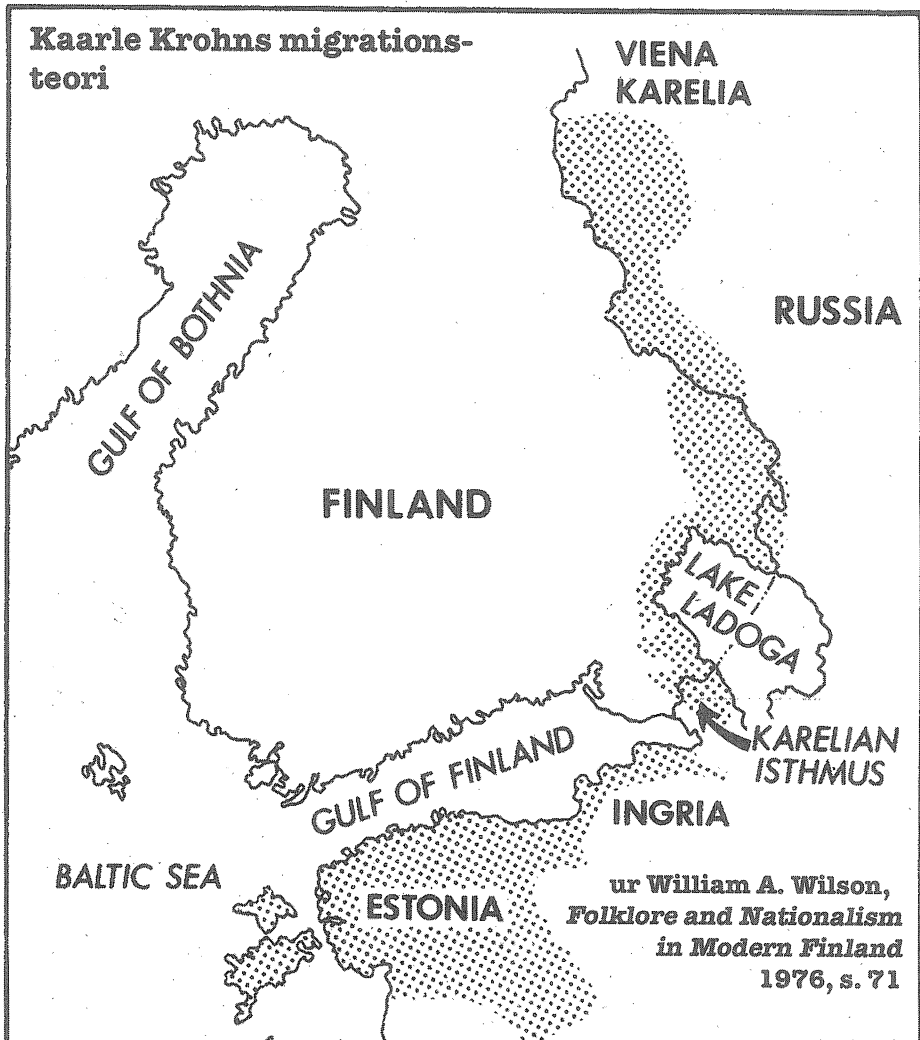 Kaarle Krohns migrations-
teori
VIENA
KARELIA
GULF OF BOTHNIA
RUSSIA
FINLAND
LAKE
LADOGA
KARELIAN
ISTHMUS
GULF OF FINLAND
INGRIA
BALTIC SEA
ESTONIA
ur William A. Wilson,
Folklore and Nationalism
in Modern Finland
1976, s. 71